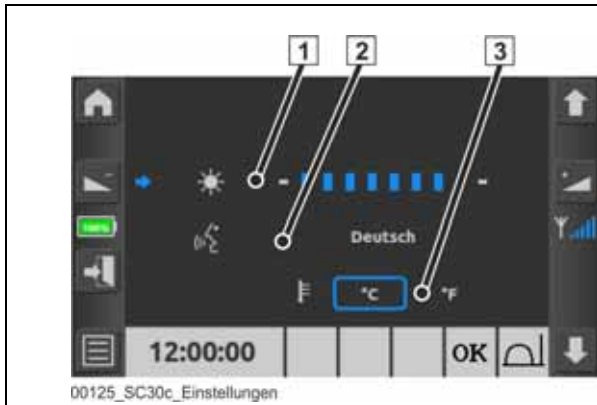 1 2 3
100%
Deutsch
°C °F
12:00:00 OK
00125_SC30c_Einstellungen